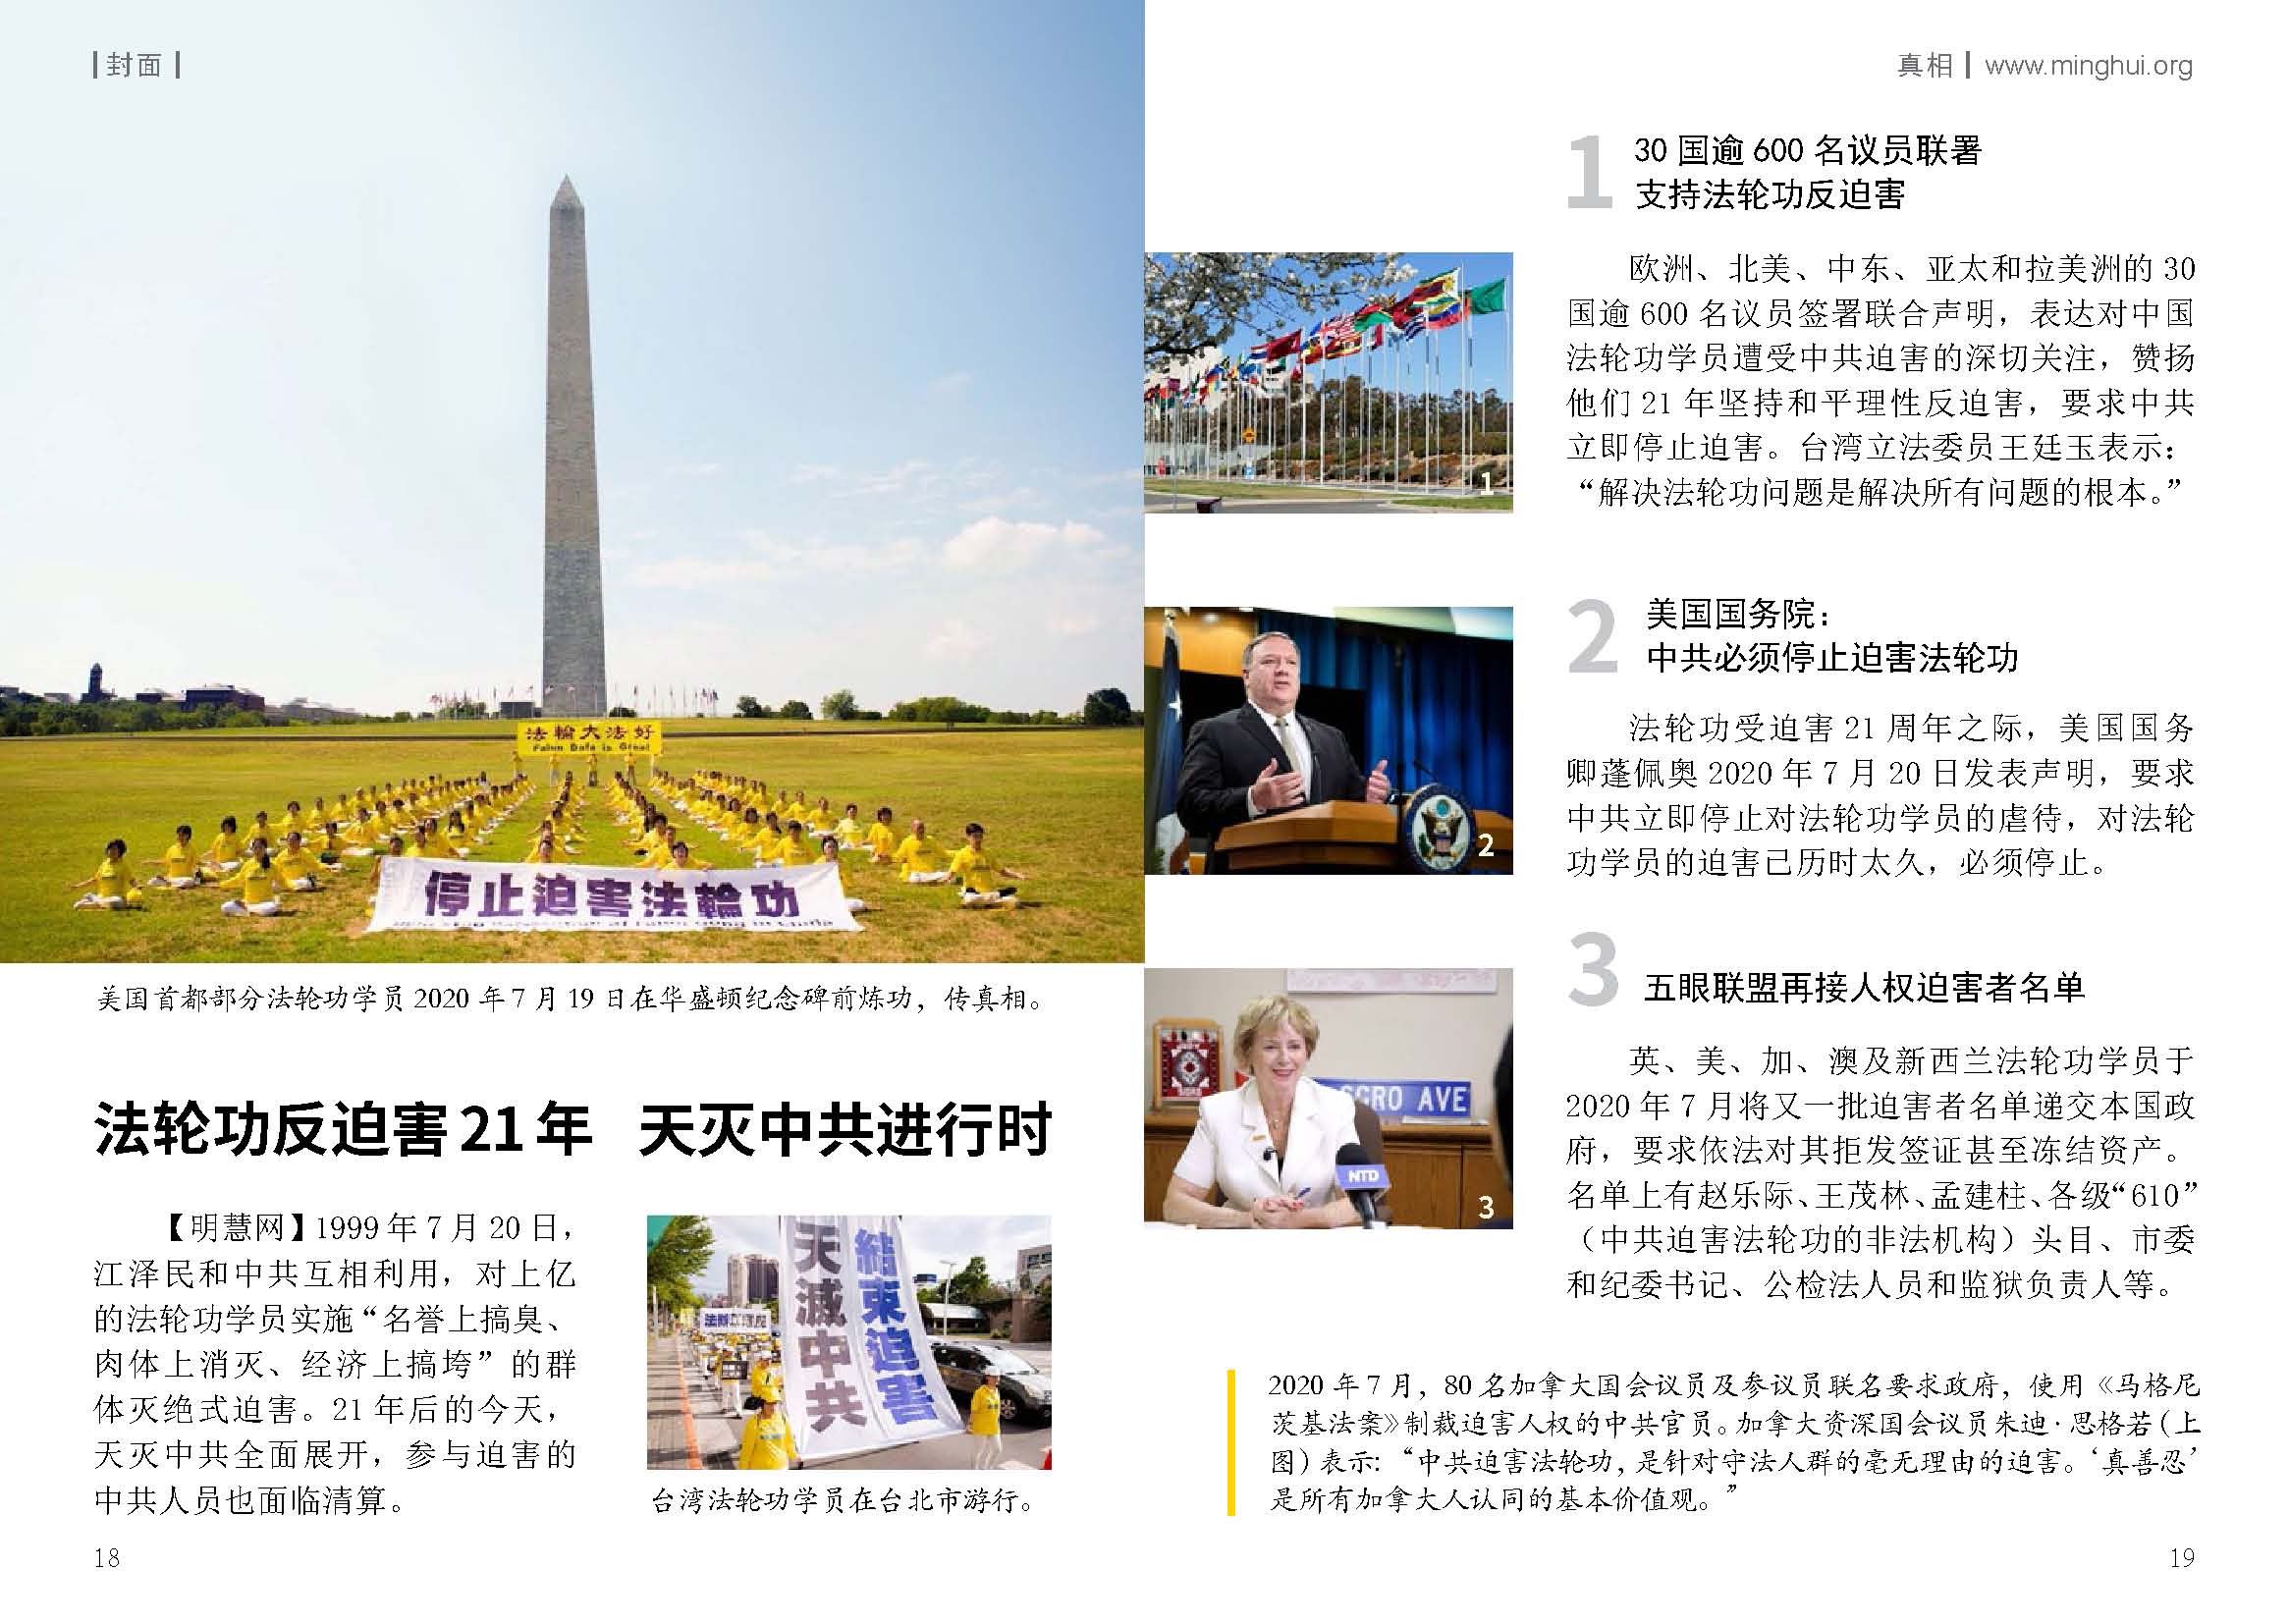 封面
法輪大法好
Falun Dafa is Great
停止迫害法輪功
美国首都部分法轮功学员 2020 年 7 月 19 日在华盛顿纪念碑前炼功，传真相。
法轮功反迫害 21 年 天灭中共进行时
【明慧网】1999 年 7 月 20 日，
江泽民和中共互相利用，对上亿
的法轮功学员实施“名誉上搞臭、
肉体上消灭、经济上搞垮”的群
体灭绝式迫害。21 年后的今天，
天灭中共全面展开，参与迫害的
中共人员也面临清算。
天滅中共
結束迫害
台湾法轮功学员在台北市游行。
18
真相 www.minghui.org
1
30 国逾 600 名议员联署
支持法轮功反迫害
欧洲、北美、中东、亚太和拉美洲的 30
国逾 600 名议员签署联合声明，表达对中国
法轮功学员遭受中共迫害的深切关注，赞扬
他们 21 年坚持和平理性反迫害，要求中共
立即停止迫害。台湾立法委员王廷玉表示：
“解决法轮功问题是解决所有问题的根本。”
1
2
美国国务院：
中共必须停止迫害法轮功
法轮功受迫害 21 周年之际，美国国务
卿蓬佩奥 2020 年 7 月 20 日发表声明，要求
中共立即停止对法轮功学员的虐待，对法轮
功学员的迫害已历时太久，必须停止。
2
3
五眼联盟再接人权迫害者名单
英、美、加、澳及新西兰法轮功学员于
2020 年 7 月将又一批迫害者名单递交本国政
府，要求依法对其拒发签证甚至冻结资产。
名单上有赵乐际、王茂林、孟建柱、各级“610”
（中共迫害法轮功的非法机构）头目、市委
和纪委书记、公检法人员和监狱负责人等。
SGRO AVE
NTD
3
2020 年 7 月，80 名加拿大国会议员及参议员联名要求政府，使用《马格尼
茨基法案》制裁迫害人权的中共官员。加拿大资深国会议员朱迪·思格若（上
图）表示：“中共迫害法轮功，是针对守法人群的毫无理由的迫害。‘真善忍’
是所有加拿大人认同的基本价值观。”
19